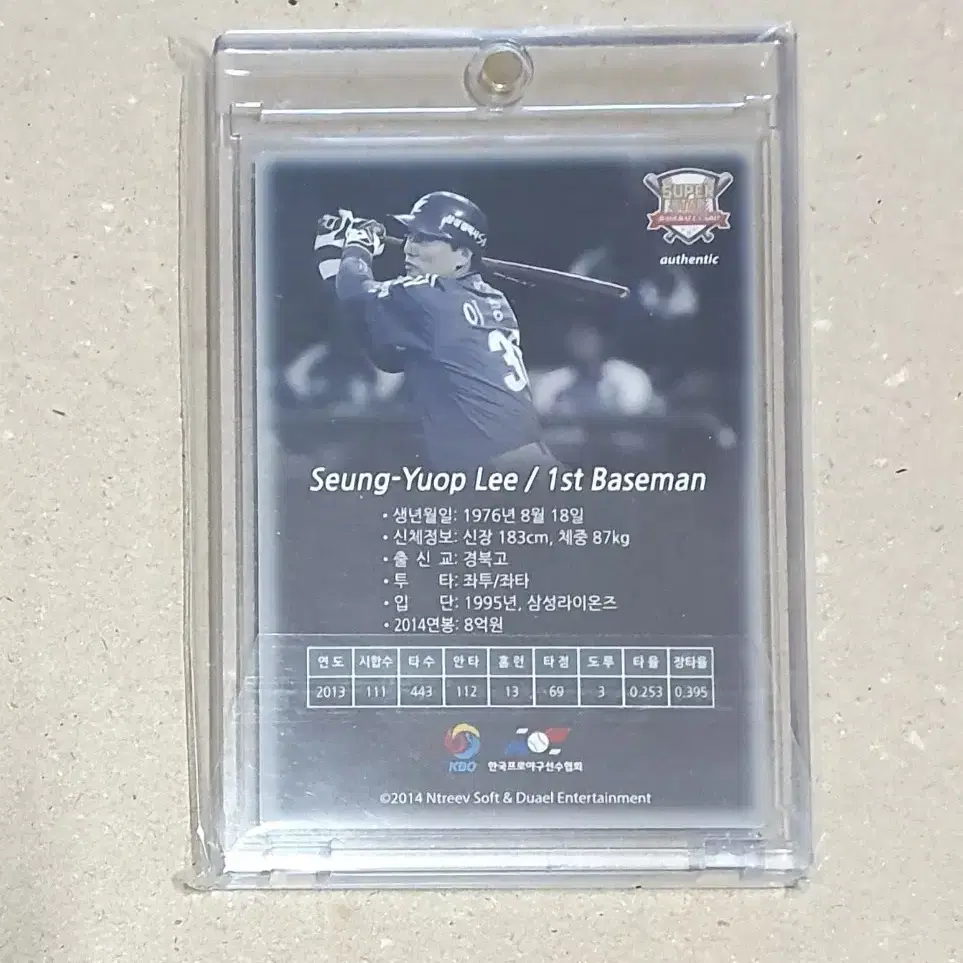 SUPER
STAR
authentic
이승
Seung-Yuop Lee / 1st Baseman
• 생년월일: 1976년 8월 18일
• 신체정보: 신장 183cm, 체중 87kg
• 출 신 교: 경북고
• 투 타: 좌투/좌타
• 입 단: 1995년, 삼성라이온즈
• 2014연봉: 8억원
연 도 시합수 타 수 안 타 홈 런 타 점 도 루 타 율 장타율
2013 111 443 112 13 69 3 0.253 0.395
KBO 한국프로야구선수협회
©2014 Ntreev Soft & Duael Entertainment